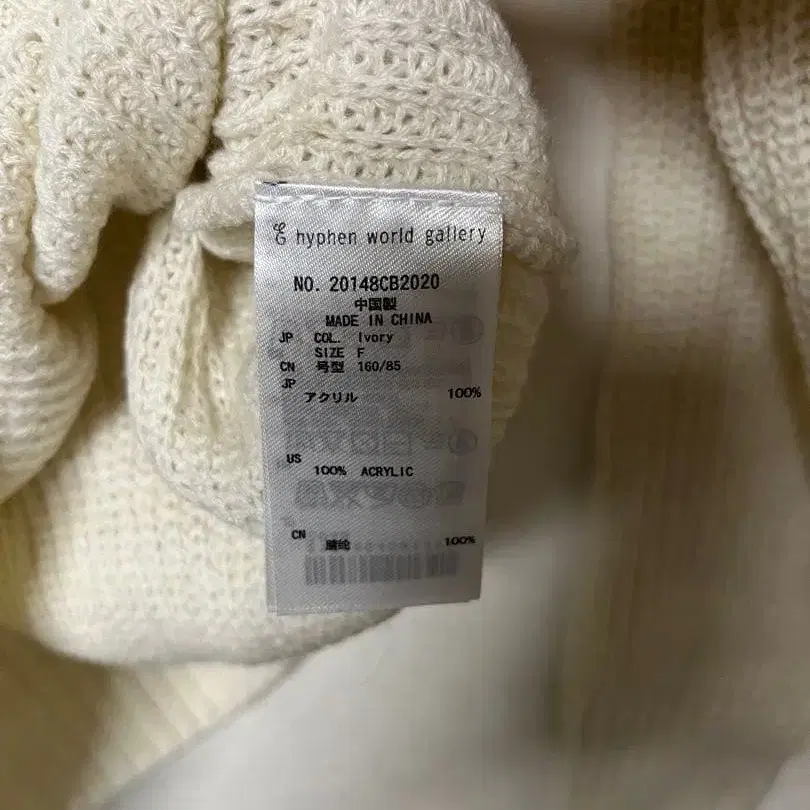 hyphen world gallery
NO. 20148CB2020
中国製
MADE IN CHINA
JP COL. Ivory
SIZE F
CN 号型 160/85
JP
アクリル 100%
US
100% ACRYLIC
CN
腈纶 100%